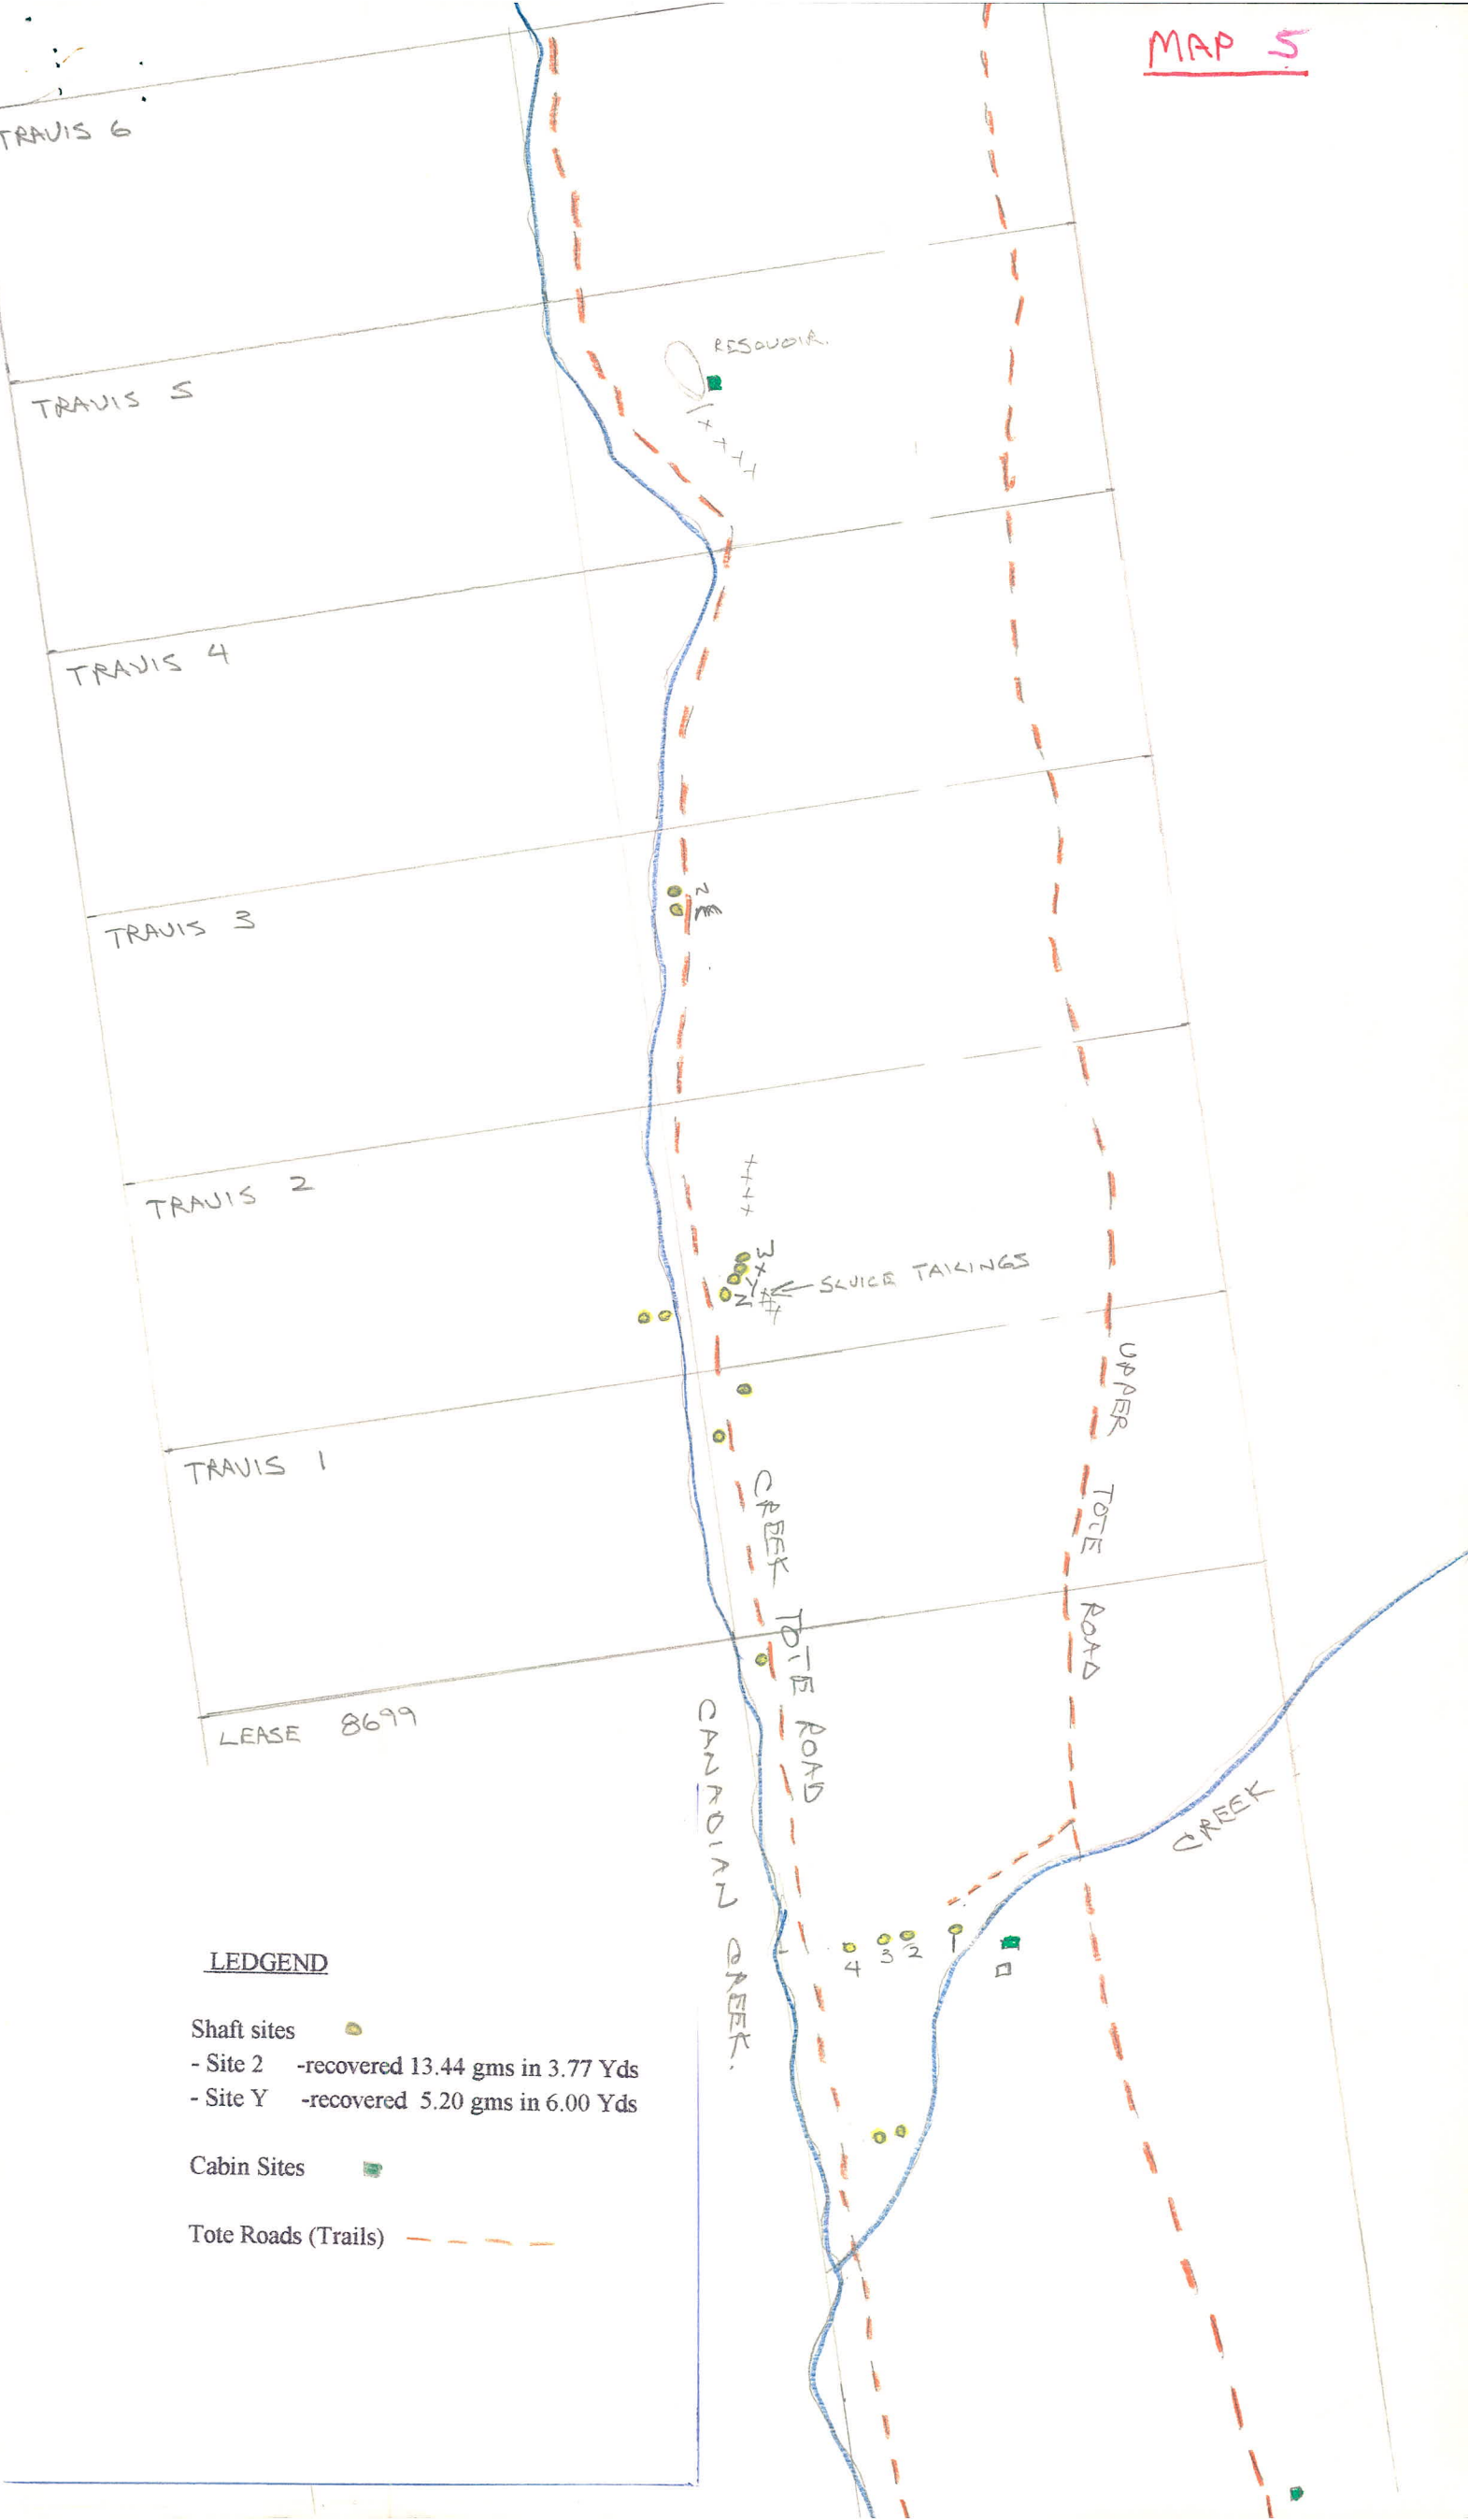 MAP 5
TRAVIS 6
RESOUOIR.
TRAVIS 5
TRAVIS 4
TRAVIS 3
TRAVIS 2
3
X
Y
Z
SLUICE TAILINGS
TRAVIS 1
UPPER TOTE ROAD
CREEK TOTE ROAD
LEASE 8699
CANADIAN CREEK.
CREEK
4 3 2 1
LEDGEND
Shaft sites
- Site 2 -recovered 13.44 gms in 3.77 Yds
- Site Y -recovered 5.20 gms in 6.00 Yds
Cabin Sites
Tote Roads (Trails)